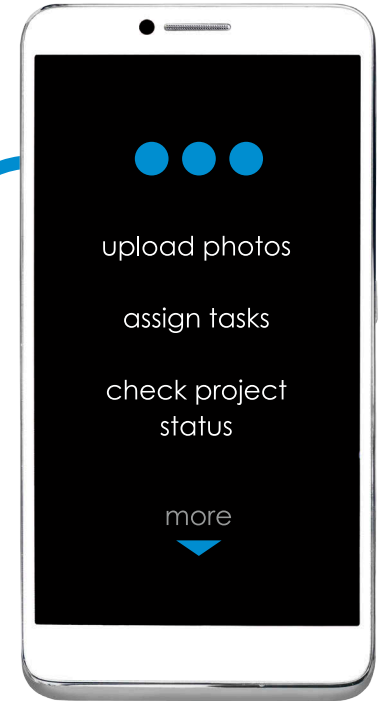 upload photos
assign tasks
check project
status
more